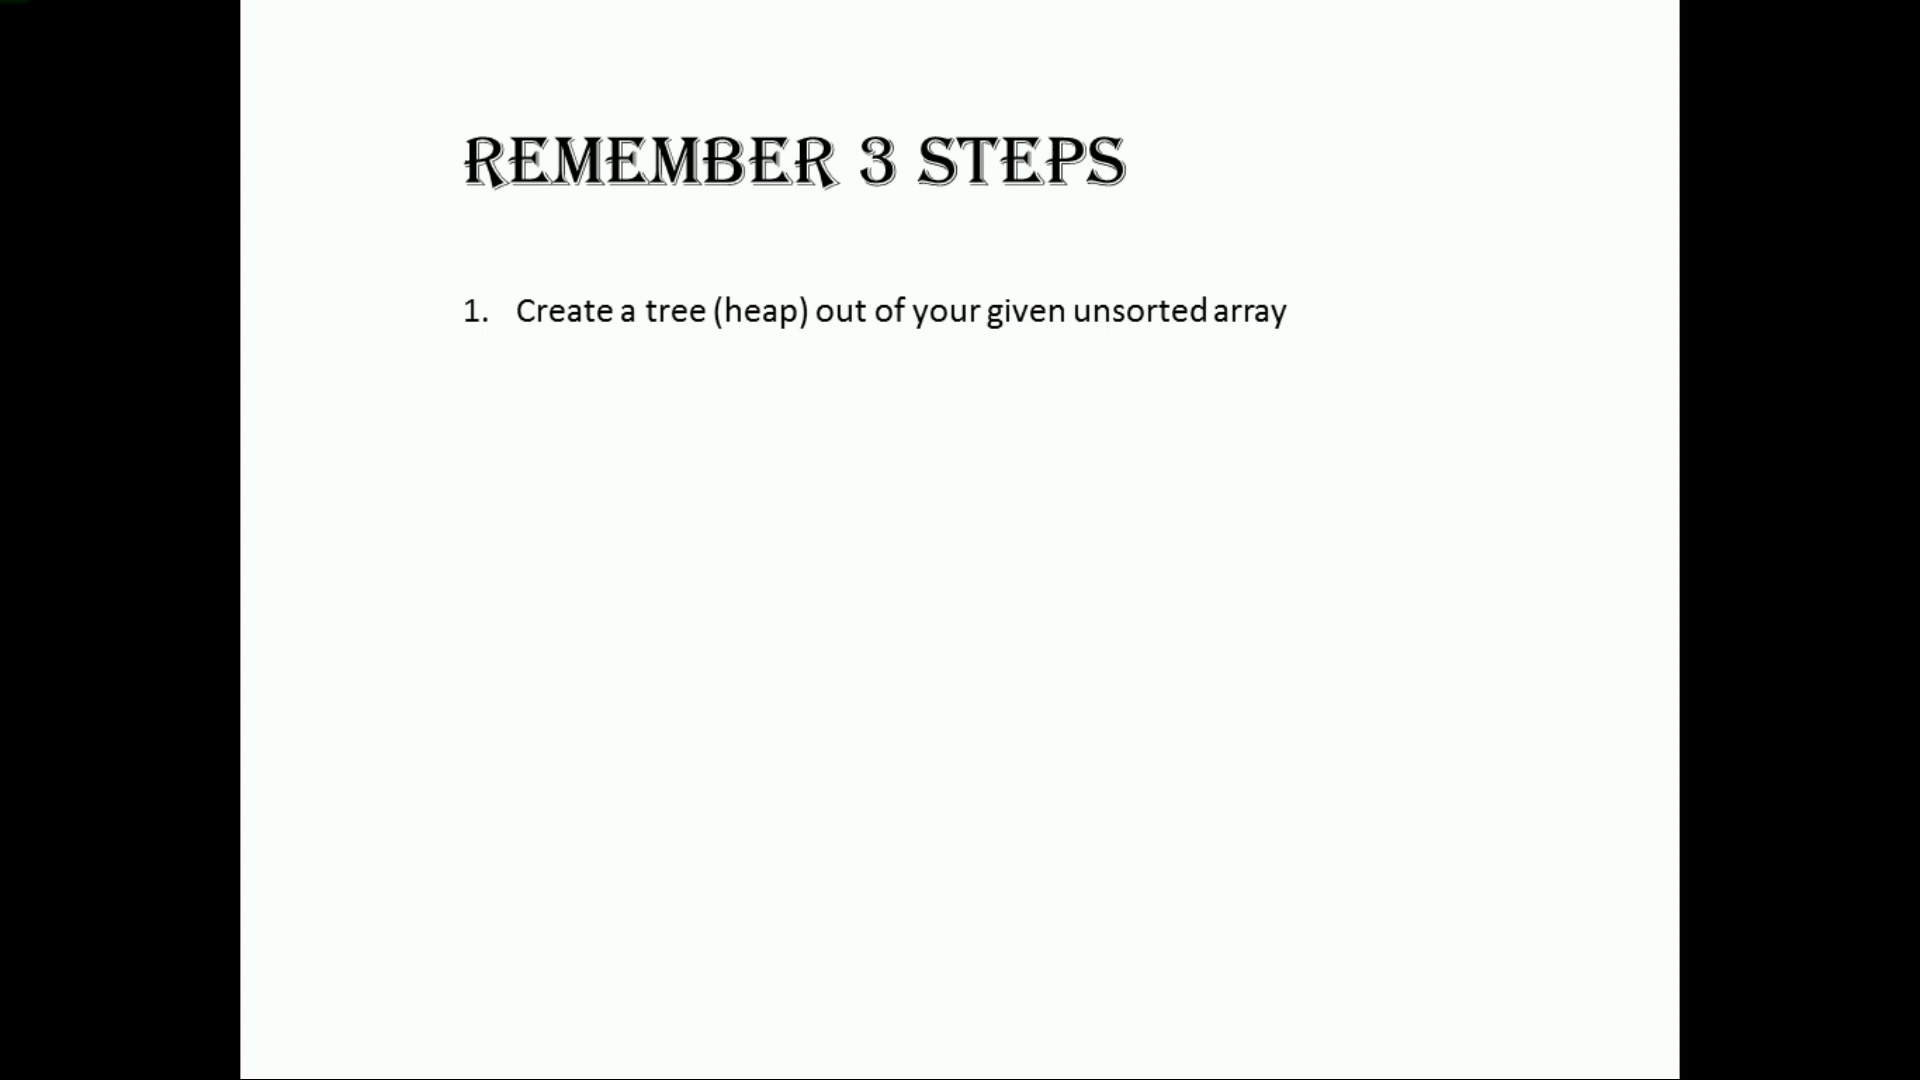 REMEMBER 3 STEPS
1. Create a tree (heap) out of your given unsorted array